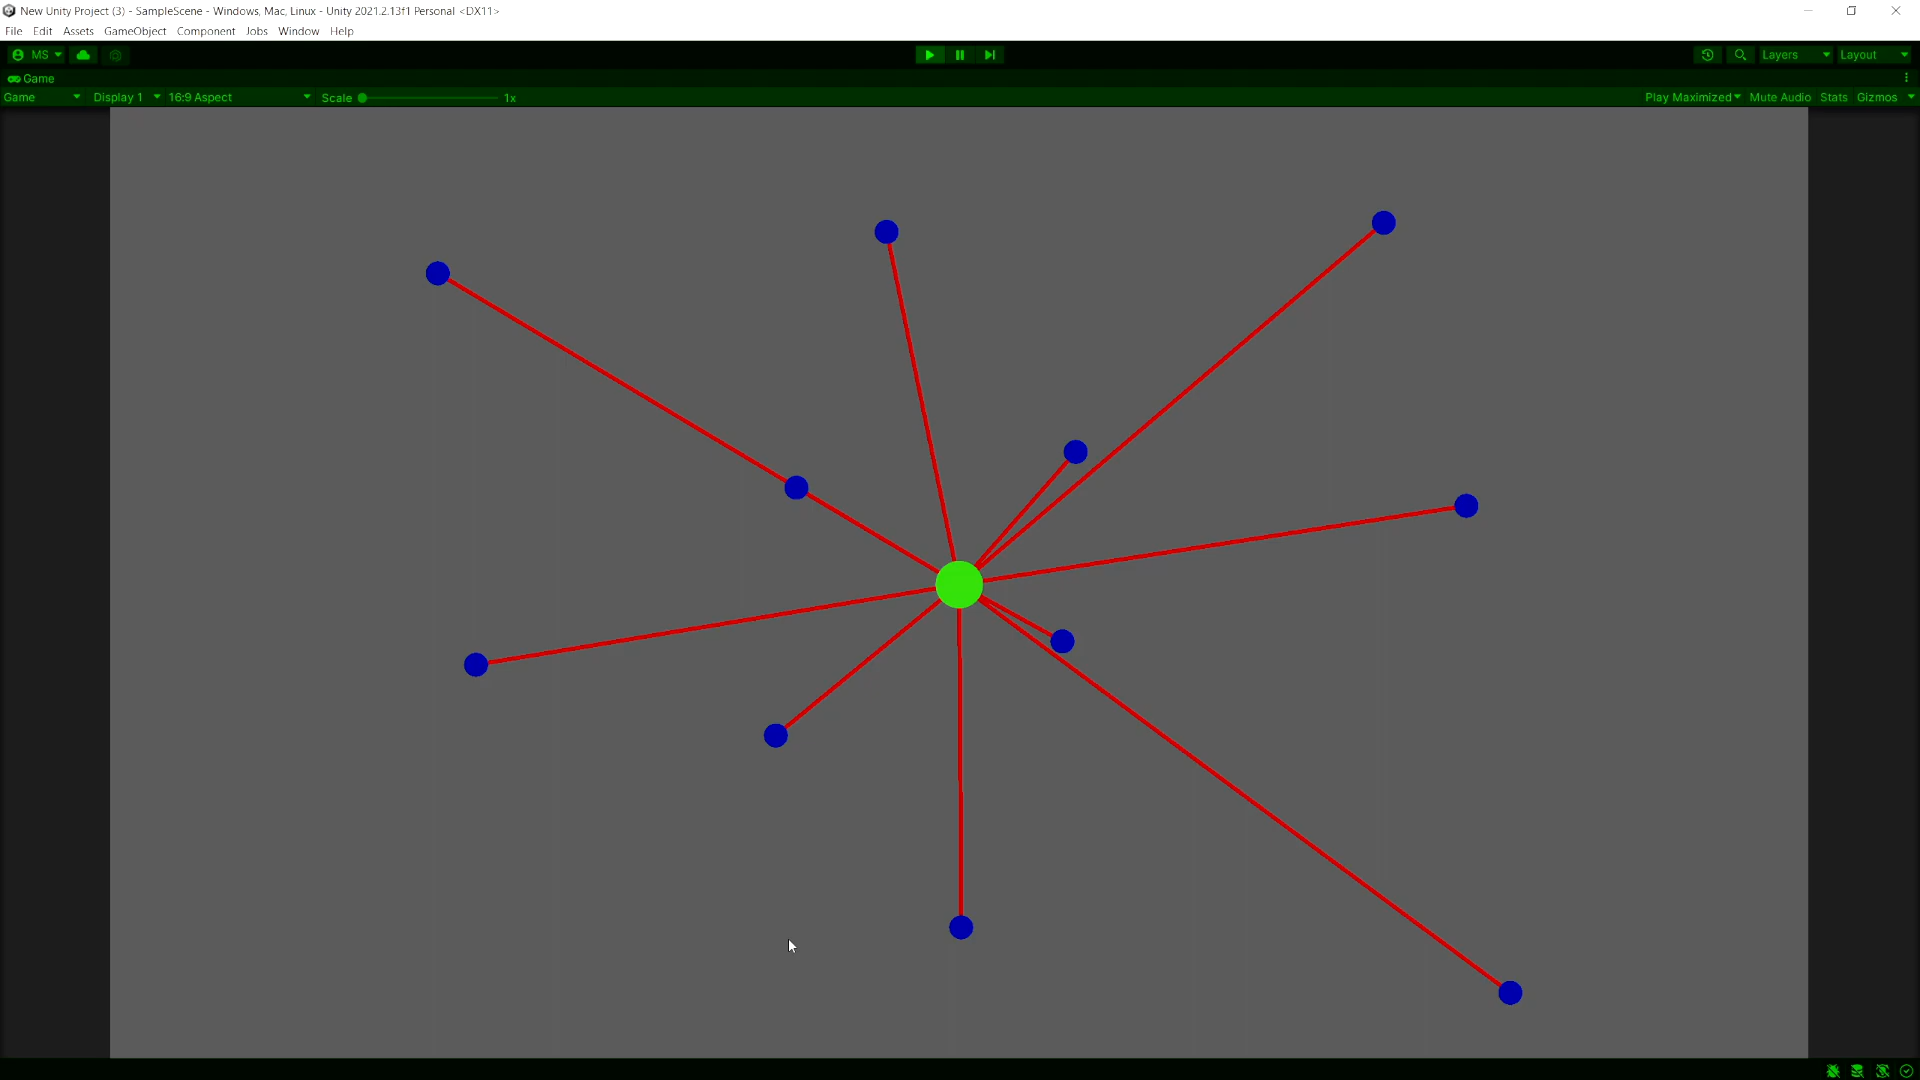 New Unity Project (3) - SampleScene - Windows, Mac, Linux - Unity 2021.2.13f1 Personal <DX11>
File Edit Assets GameObject Component Jobs Window Help
MS Layers Layout
Game
Game Display 1 16:9 Aspect Scale 1x Play Maximized Mute Audio Stats Gizmos